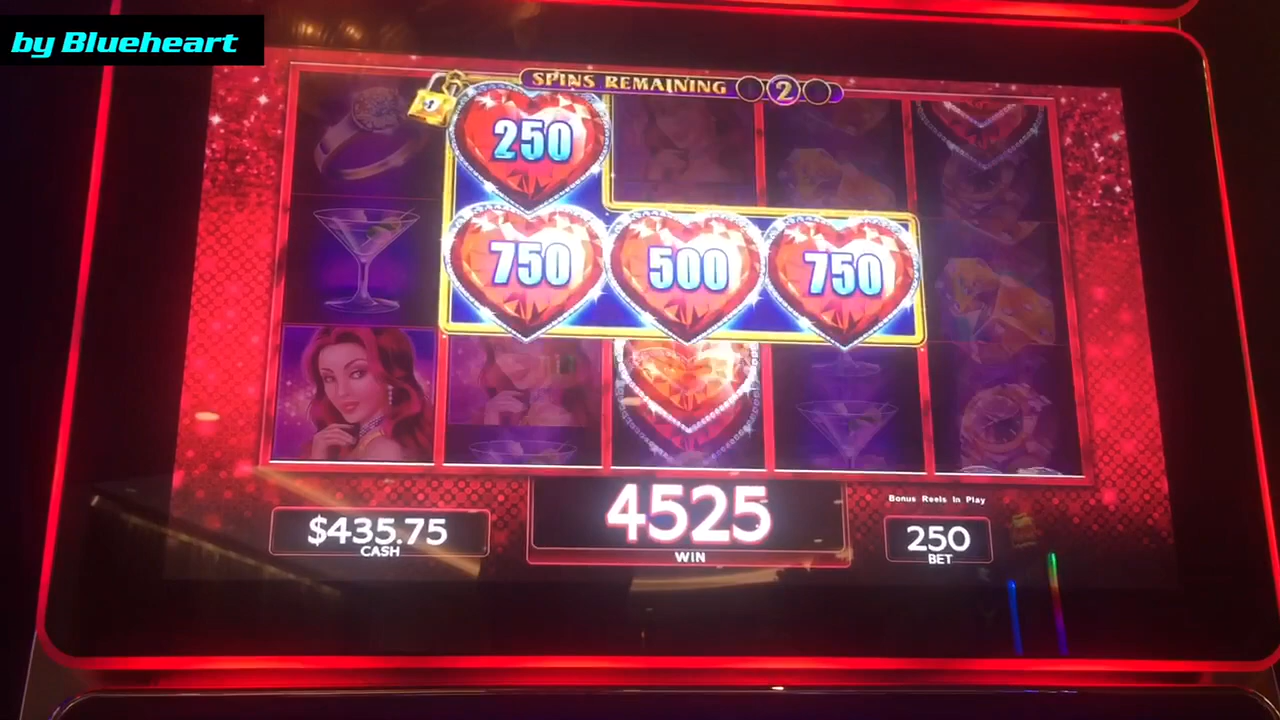 by Blueheart
SPINS REMAINING 2
250
750 500 750
4525
WIN
$435.75
CASH
Bonus Reels In Play
250
BET